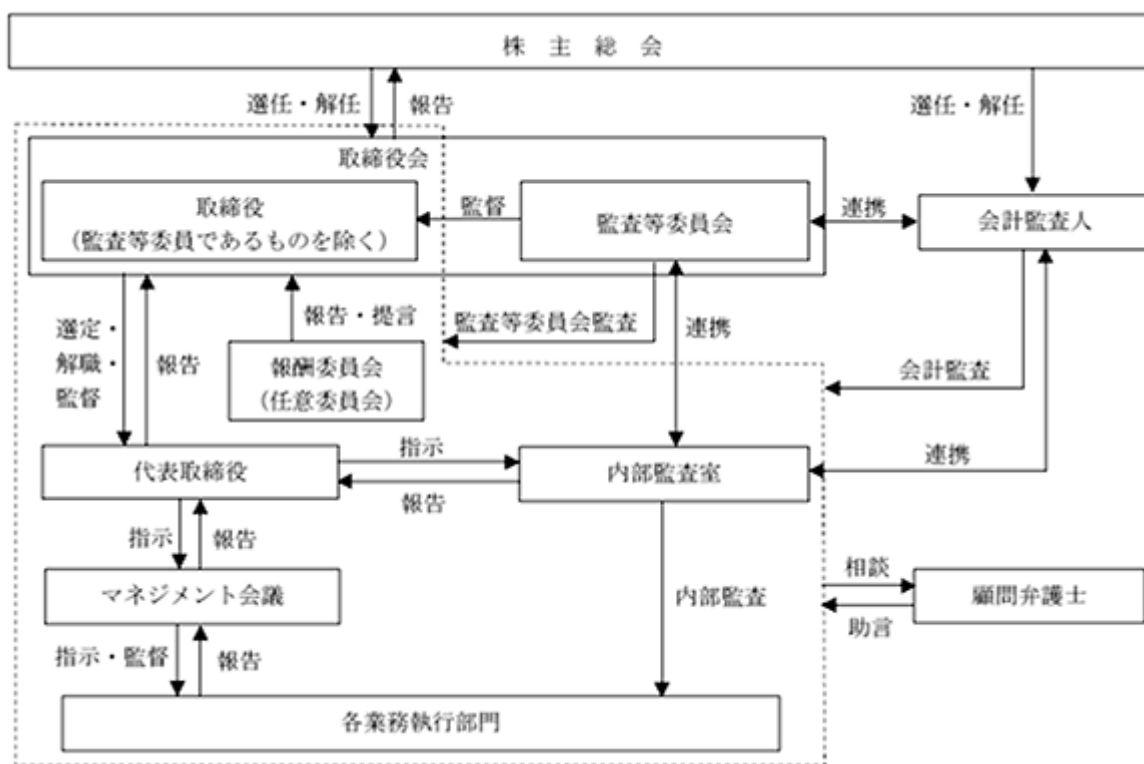 株主総会
選任・解任
報告
選任・解任
取締役会
取締役
（監査等委員であるものを除く）
監督
監査等委員会
連携
会計監査人
選定・
解職・
監督
報告
報告・提言
監査等委員会監査
連携
報酬委員会
（任意委員会）
会計監査
代表取締役
指示
報告
内部監査室
連携
指示
報告
マネジメント会議
内部監査
相談
助言
顧問弁護士
指示・監督
報告
各業務執行部門